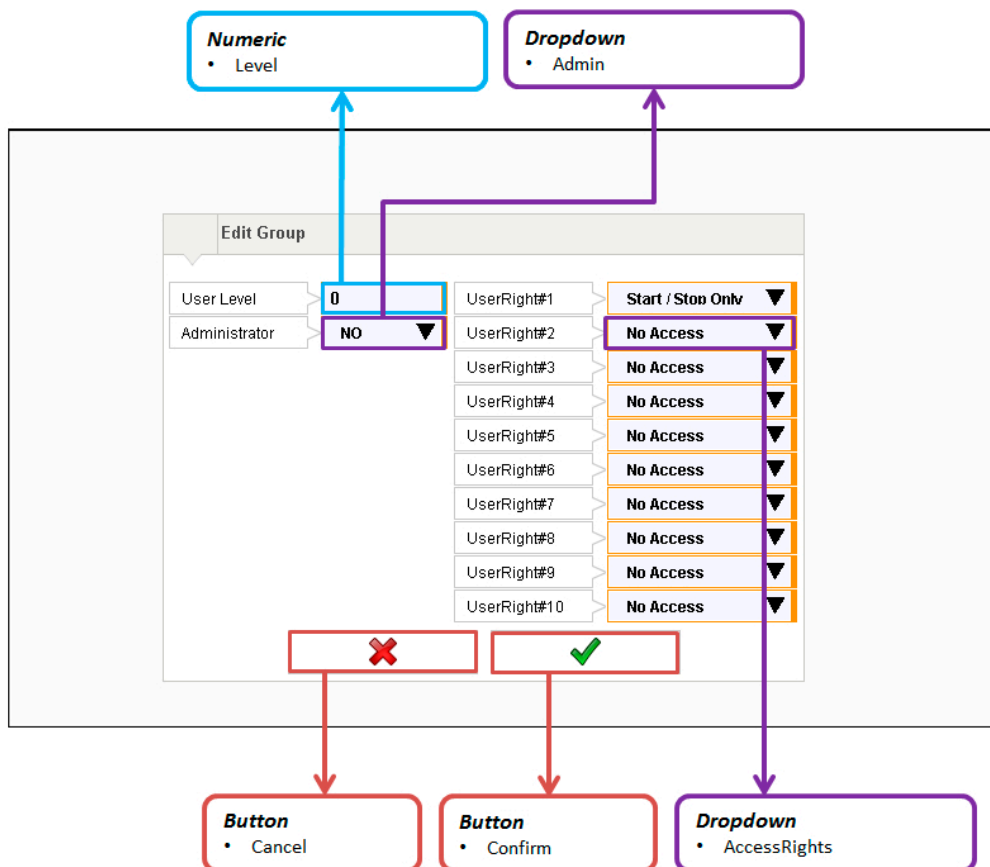 Numeric
• Level
Dropdown
• Admin
Edit Group
User Level 0
Administrator NO
UserRight#1 Start / Stop Only
UserRight#2 No Access
UserRight#3 No Access
UserRight#4 No Access
UserRight#5 No Access
UserRight#6 No Access
UserRight#7 No Access
UserRight#8 No Access
UserRight#9 No Access
UserRight#10 No Access
Button
• Cancel
Button
• Confirm
Dropdown
• AccessRights